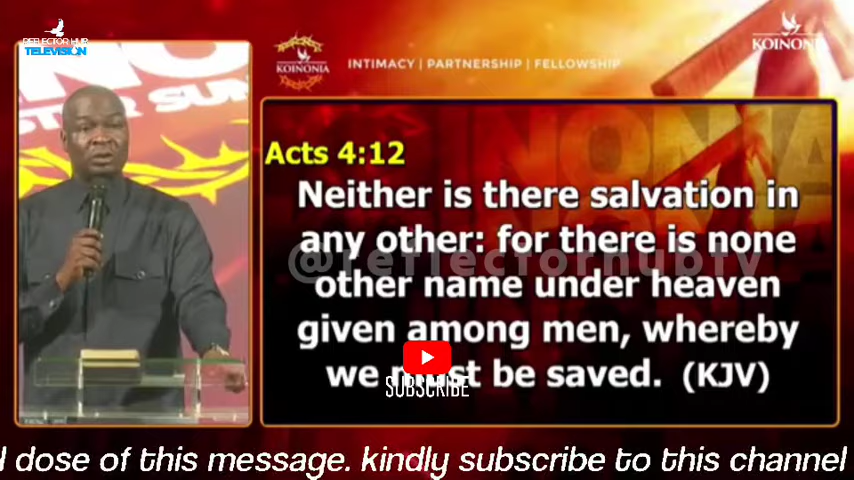 REFLECTOR HUB
TELEVISION
KOINONIA
INTIMACY | PARTNERSHIP | FELLOWSHIP
KOINONIA
Acts 4:12
Neither is there salvation in
any other: for there is none
@reflectorhubtv
other name under heaven
given among men, whereby
we must be saved. (KJV)
SUBSCRIBE
dose of this message. kindly subscribe to this channel